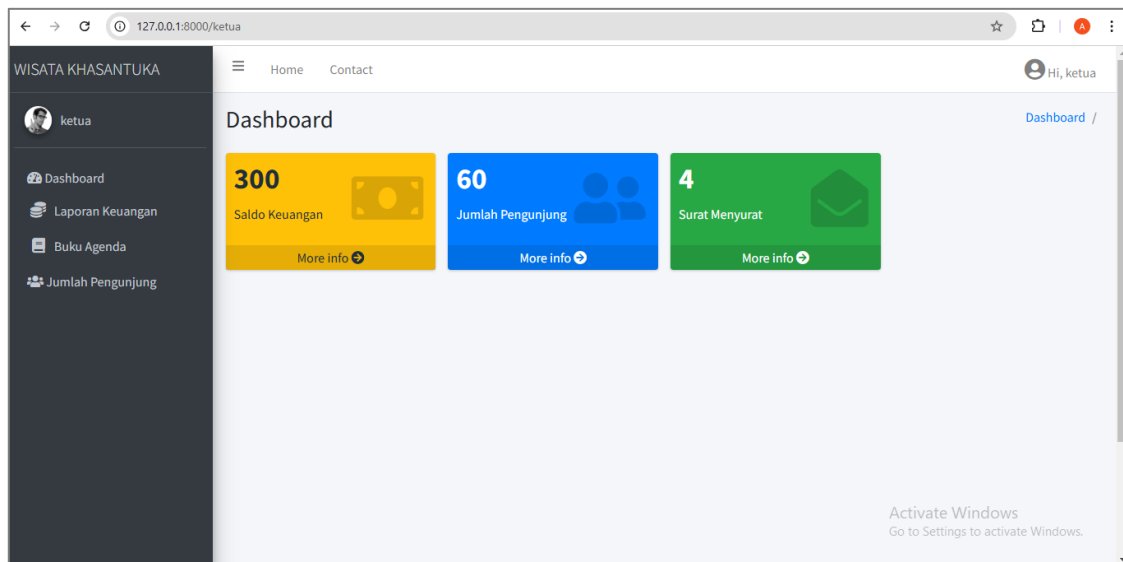 127.0.0.1:8000/ketua
A
WISATA KHASANTUKA
Home Contact
Hi, ketua
ketua
Dashboard
Dashboard /
Dashboard
Laporan Keuangan
Buku Agenda
Jumlah Pengunjung
300
Saldo Keuangan
More info
60
Jumlah Pengunjung
More info
4
Surat Menyurat
More info
Activate Windows
Go to Settings to activate Windows.